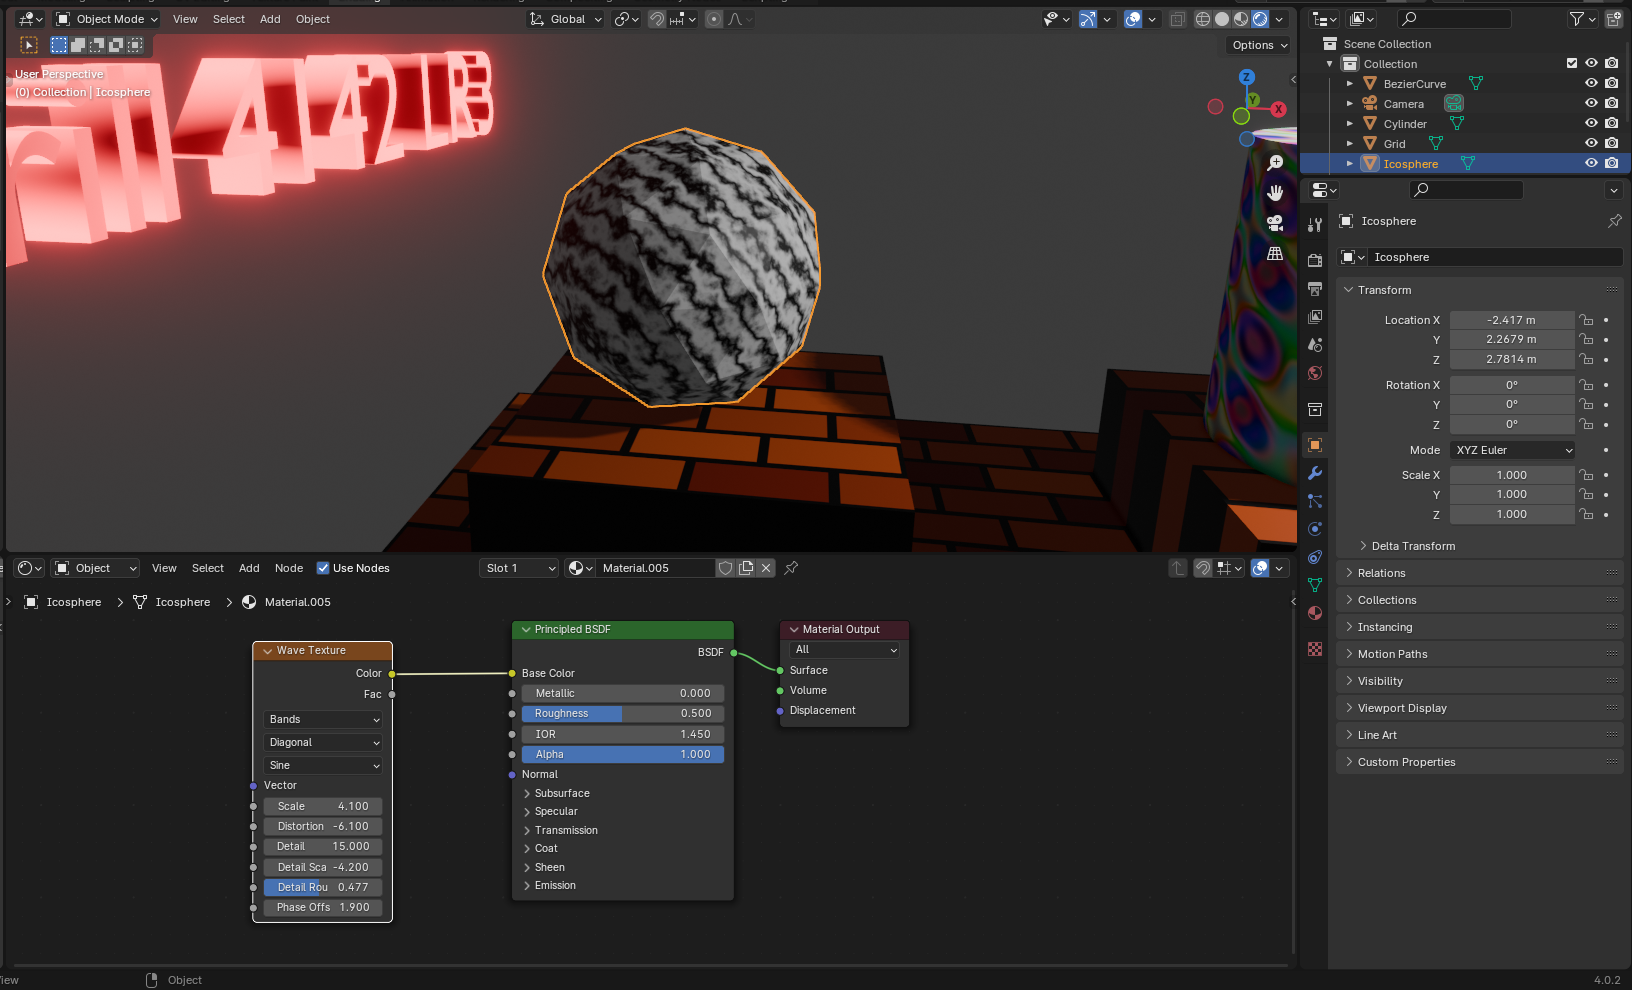 Object Mode
View
Select
Add
Object
Global
Options
User Perspective
(0) Collection | Icosphere
Z
Y
X
Scene Collection
Collection
BezierCurve
Camera
Cylinder
Grid
Icosphere
Icosphere
Icosphere
Transform
Location X
-2.417 m
Y
2.2679 m
Z
2.7814 m
Rotation X
0°
Y
0°
Z
0°
Mode
XYZ Euler
Scale X
1.000
Y
1.000
Z
1.000
Delta Transform
Relations
Collections
Instancing
Motion Paths
Visibility
Viewport Display
Line Art
Custom Properties
Object
View
Select
Add
Node
Use Nodes
Slot 1
Material.005
Icosphere
Icosphere
Material.005
Wave Texture
Color
Fac
Bands
Diagonal
Sine
Vector
Scale 4.100
Distortion -6.100
Detail 15.000
Detail Sca -4.200
Detail Rou 0.477
Phase Offs 1.900
Principled BSDF
BSDF
Base Color
Metallic 0.000
Roughness 0.500
IOR 1.450
Alpha 1.000
Normal
Subsurface
Specular
Transmission
Coat
Sheen
Emission
Material Output
All
Surface
Volume
Displacement
Object
4.0.2